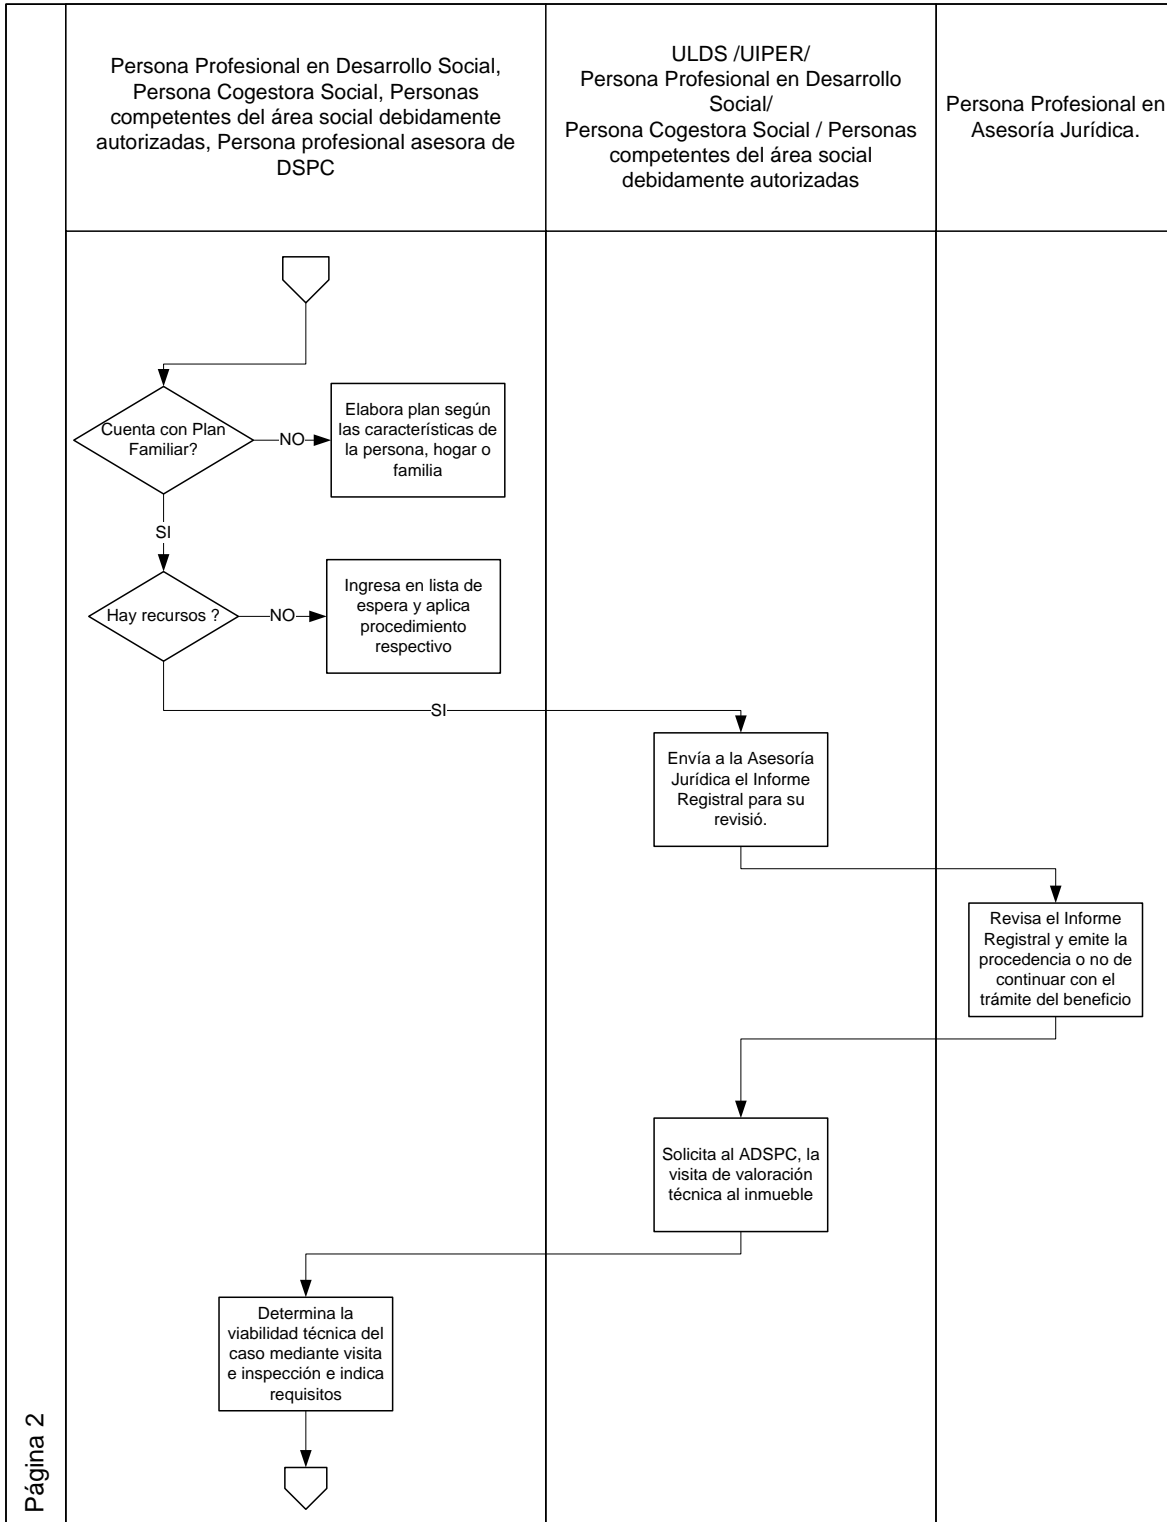 Persona Profesional en Desarrollo Social,
Persona Cogestora Social, Personas
competentes del área social debidamente
autorizadas, Persona profesional asesora de
DSPC
ULDS /UIPER/
Persona Profesional en Desarrollo
Social/
Persona Cogestora Social / Personas
competentes del área social
debidamente autorizadas
Persona Profesional en
Asesoría Jurídica.
Cuenta con Plan
Familiar?
NO
Elabora plan según
las características de
la persona, hogar o
familia
SI
Hay recursos ?
NO
Ingresa en lista de
espera y aplica
procedimiento
respectivo
SI
Envía a la Asesoría
Jurídica el Informe
Registral para su
revisió.
Revisa el Informe
Registral y emite la
procedencia o no de
continuar con el
trámite del beneficio
Solicita al ADSPC, la
visita de valoración
técnica al inmueble
Determina la
viabilidad técnica del
caso mediante visita
e inspección e indica
requisitos
Página 2